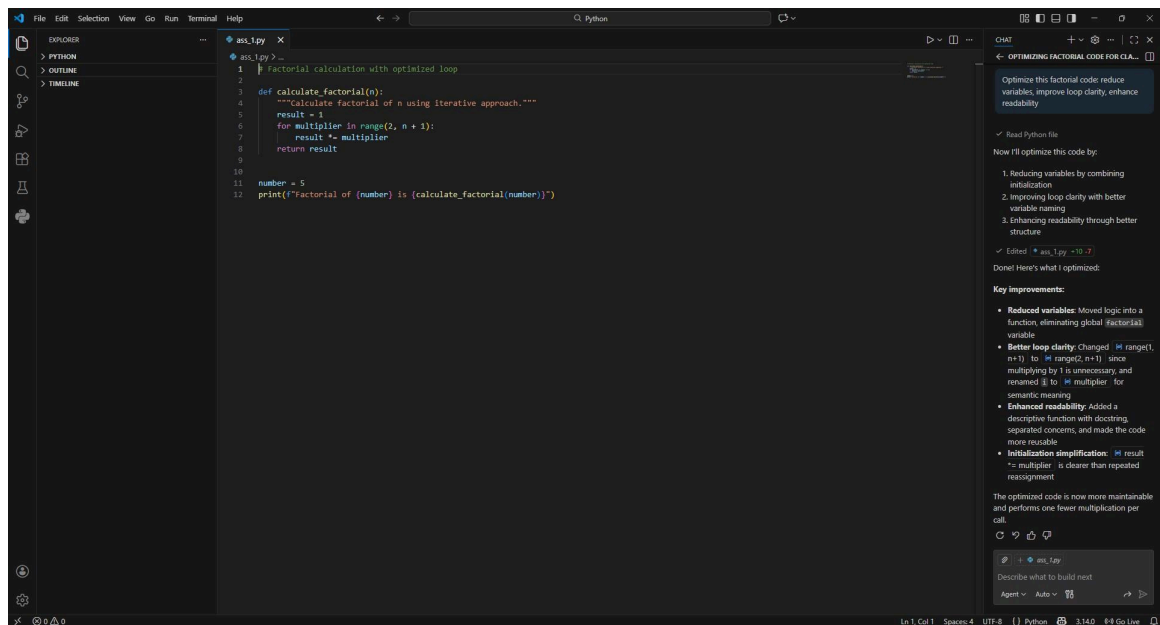 File Edit Selection View Go Run Terminal Help
Python
EXPLORER
PYTHON
OUTLINE
TIMELINE
ass_1.py
ass_1.py > ...
1 # Factorial calculation with optimized loop
2
3 def calculate_factorial(n):
4 """Calculate factorial of n using iterative approach."""
5 result = 1
6 for multiplier in range(2, n + 1):
7 result *= multiplier
8 return result
9
10
11 number = 5
12 print(f"Factorial of {number} is {calculate_factorial(number)}")
CHAT
OPTIMIZING FACTORIAL CODE FOR CLA...
Optimize this factorial code: reduce
variables, improve loop clarity, enhance
readability
Read Python file
Now I'll optimize this code by:
1. Reducing variables by combining
initialization
2. Improving loop clarity with better
variable naming
3. Enhancing readability through better
structure
Edited ass_1.py +10 -7
Done! Here's what I optimized:
Key improvements:
• Reduced variables: Moved logic into a
function, eliminating global factorial
variable
• Better loop clarity: Changed range(1,
n+1) to range(2, n+1) since
multiplying by 1 is unnecessary, and
renamed i to multiplier for
semantic meaning
• Enhanced readability: Added a
descriptive function with docstring,
separated concerns, and made the code
more reusable
• Initialization simplification: result
*= multiplier is clearer than repeated
reassignment
The optimized code is now more maintainable
and performs one fewer multiplication per
call.
+ ass_1.py
Describe what to build next
Agent Auto
0 0 Ln 1, Col 1 Spaces: 4 UTF-8 {} Python 3.14.0 Go Live